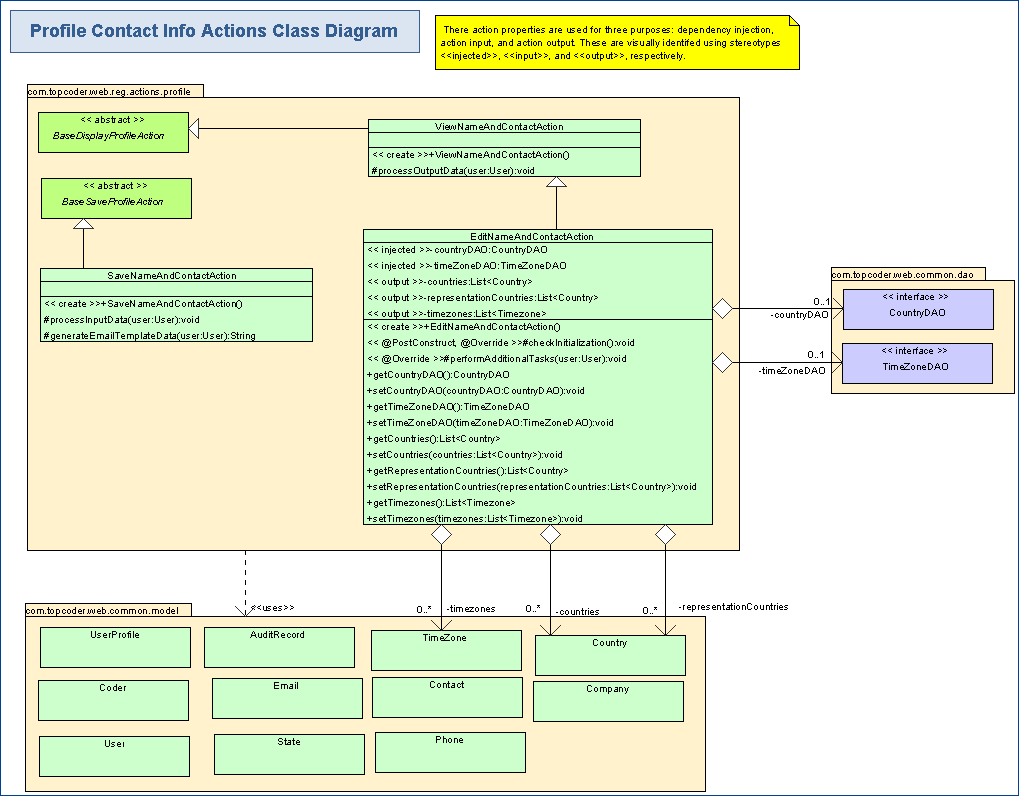 Profile Contact Info Actions Class Diagram
There action properties are used for three purposes: dependency injection,
action input, and action output. These are visually identifed using stereotypes
<<injected>>, <<input>>, and <<output>>, respectively.
com.topcoder.web.reg.actions.profile
<< abstract >>
BaseDisplayProfileAction
ViewNameAndContactAction
<< create >>+ViewNameAndContactAction()
#processOutputData(user:User):void
<< abstract >>
BaseSaveProfileAction
SaveNameAndContactAction
<< create >>+SaveNameAndContactAction()
#processInputData(user:User):void
#generateEmailTemplateData(user:User):String
EditNameAndContactAction
<< injected >>-countryDAO:CountryDAO
<< injected >>-timeZoneDAO:TimeZoneDAO
<< output >>-countries:List<Country>
<< output >>-representationCountries:List<Country>
<< output >>-timezones:List<Timezone>
<< create >>+EditNameAndContactAction()
<< @PostConstruct, @Override >>#checkInitialization():void
<< @Override >>#performAdditionalTasks(user:User):void
+getCountryDAO():CountryDAO
+setCountryDAO(countryDAO:CountryDAO):void
+getTimeZoneDAO():TimeZoneDAO
+setTimeZoneDAO(timeZoneDAO:TimeZoneDAO):void
+getCountries():List<Country>
+setCountries(countries:List<Country>):void
+getRepresentationCountries():List<Country>
+setRepresentationCountries(representationCountries:List<Country>):void
+getTimezones():List<Timezone>
+setTimezones(timezones:List<Timezone>):void
0..1
-countryDAO
0..1
-timeZoneDAO
com.topcoder.web.common.dao
<< interface >>
CountryDAO
<< interface >>
TimeZoneDAO
<<uses>>
0..*
-timezones
0..*
-countries
0..*
-representationCountries
com.topcoder.web.common.model
UserProfile
AuditRecord
TimeZone
Country
Coder
Email
Contact
Company
User
State
Phone